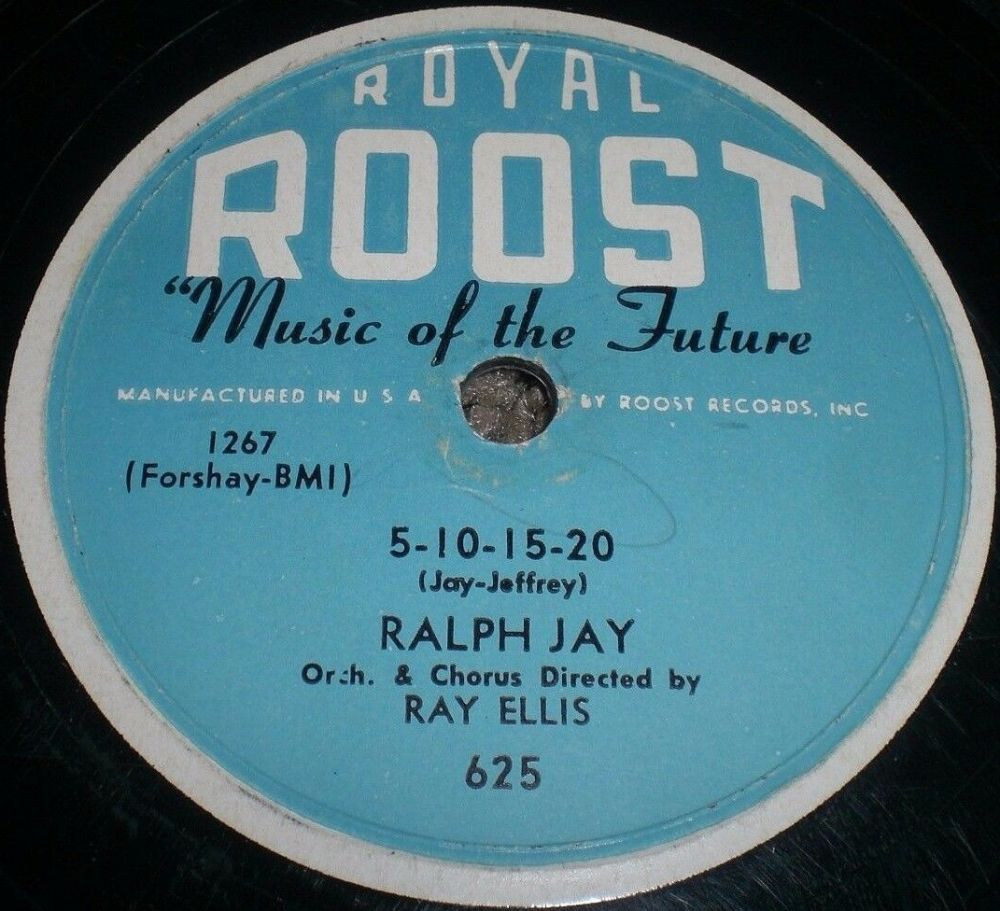 ROYAL
ROOST
"Music of the Future
MANUFACTURED IN U S A BY ROOST RECORDS, INC
1267
(Forshay-BMI)
5-10-15-20
(Jay-Jeffrey)
RALPH JAY
Orch. & Chorus Directed by
RAY ELLIS
625